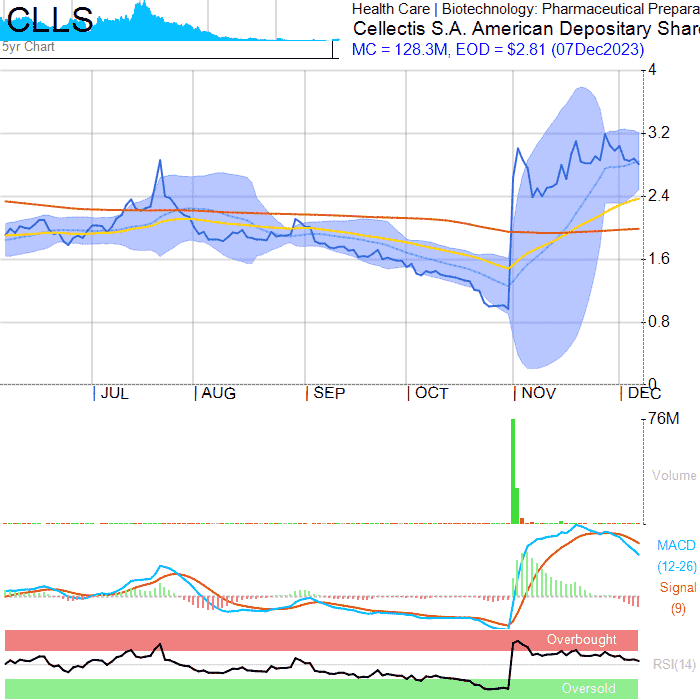 CLLS
5yr Chart
Health Care | Biotechnology: Pharmaceutical Prepara
Cellectis S.A. American Depositary Shar
MC = 128.3M, EOD = $2.81 (07Dec2023)
4
3.2
2.4
1.6
0.8
0
JUL AUG SEP OCT NOV DEC
76M
Volume
MACD
(12-26)
Signal
(9)
Overbought
RSI(14)
Oversold